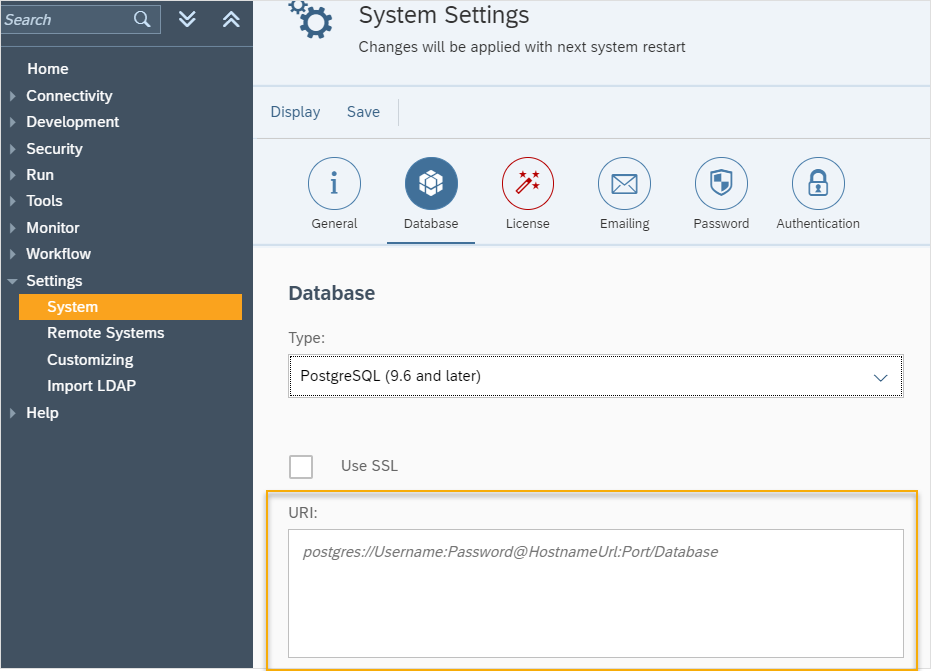 Search
System Settings
Changes will be applied with next system restart
Home
Connectivity
Development
Security
Run
Tools
Monitor
Workflow
Settings
System
Remote Systems
Customizing
Import LDAP
Help
Display Save
General Database License Emailing Password Authentication
Database
Type:
PostgreSQL (9.6 and later)
Use SSL
URI:
postgres://Username:Password@HostnameUrl:Port/Database